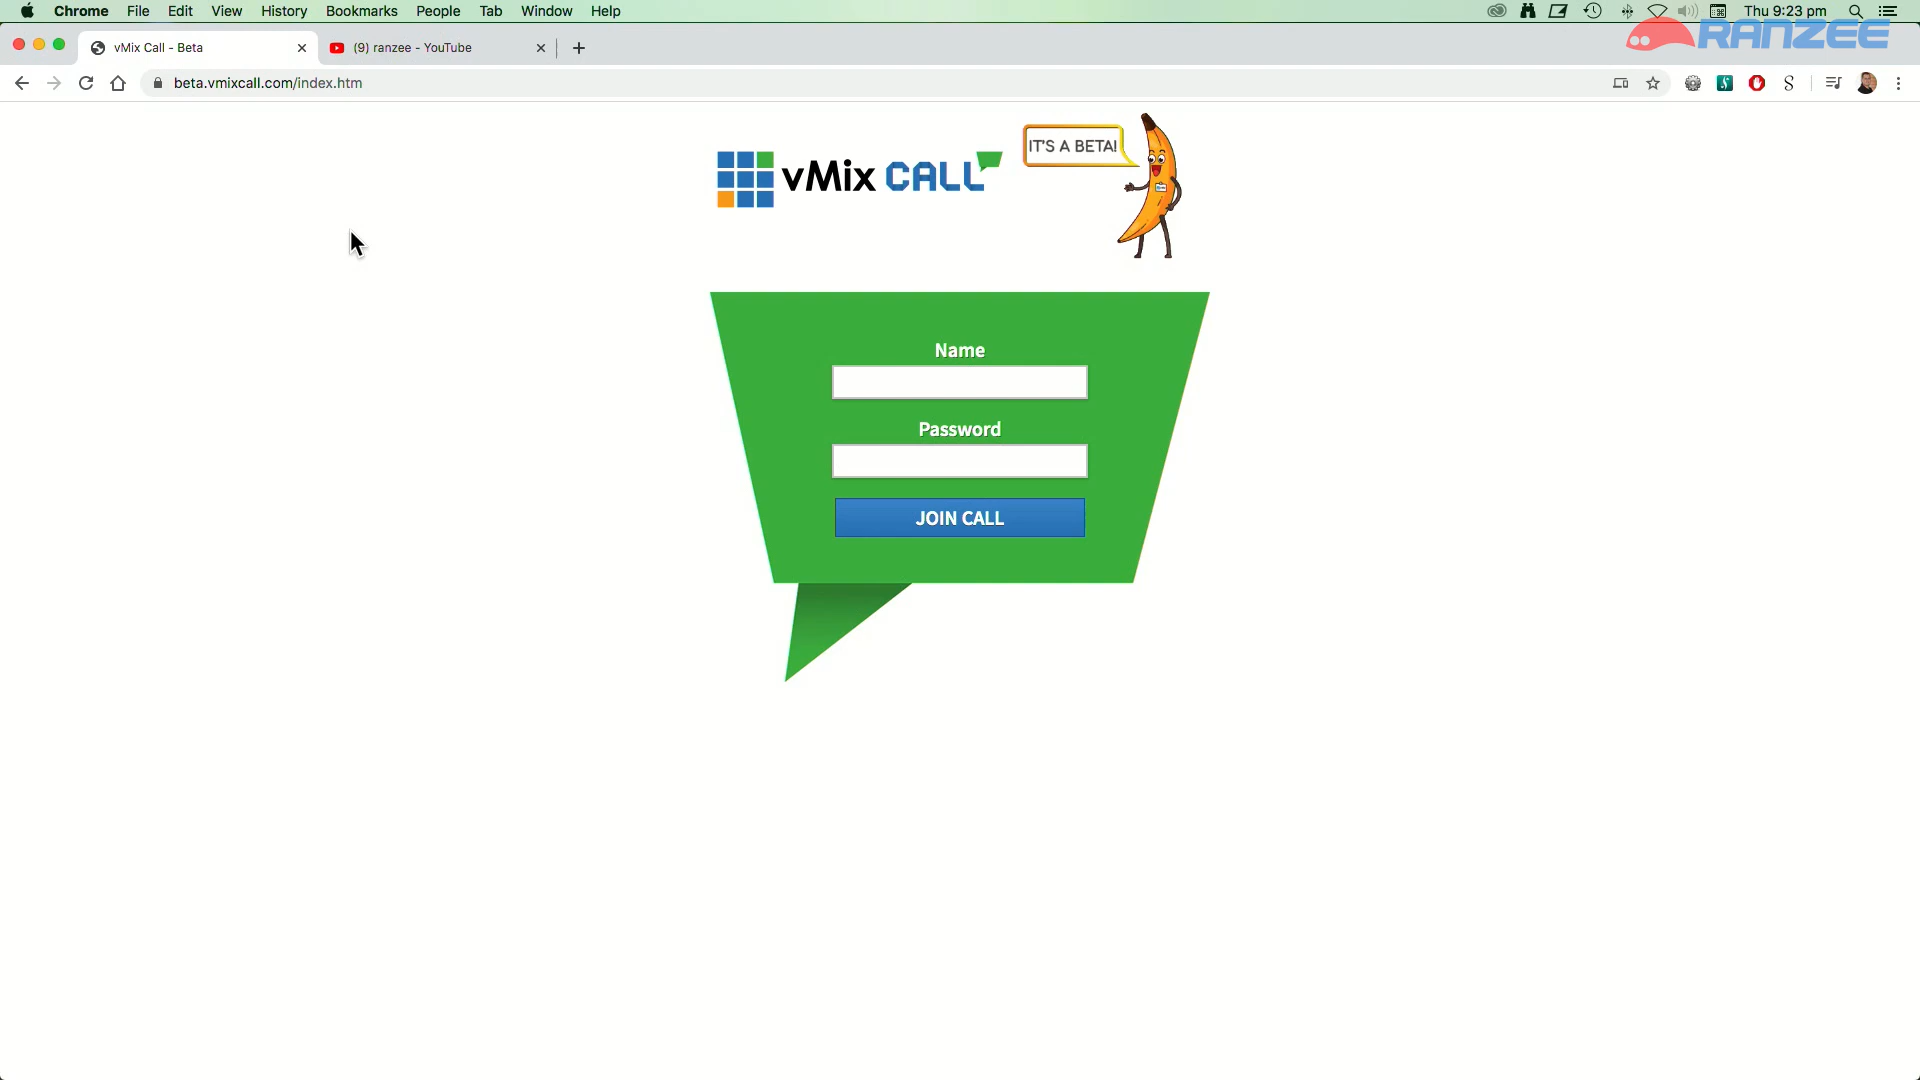 Chrome File Edit View History Bookmarks People Tab Window Help Thu 9:23 pm
RANZEE
vMix Call - Beta (9) ranzee - YouTube
beta.vmixcall.com/index.htm
IT'S A BETA!
vMix CALL
Name
Password
JOIN CALL